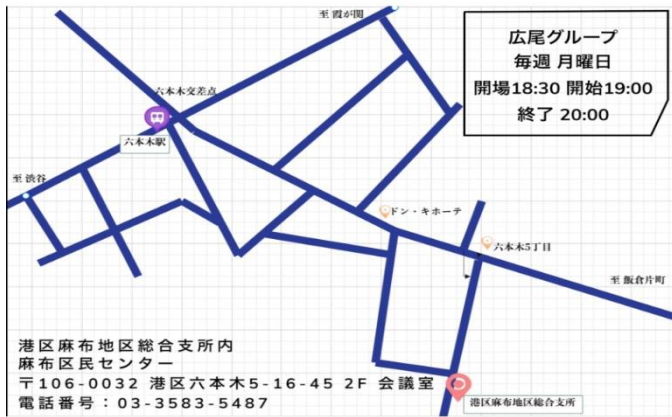 至 霞が関
広尾グループ
毎週 月曜日
開場18:30 開始19:00
終了 20:00
六本木交差点
六本木駅
至 渋谷
ドン・キホーテ
六本木5丁目
至 飯倉片町
港区麻布地区総合支所内
麻布区民センター
〒106-0032 港区六本木5-16-45 2F 会議室
電話番号：03-3583-5487
港区麻布地区総合支所